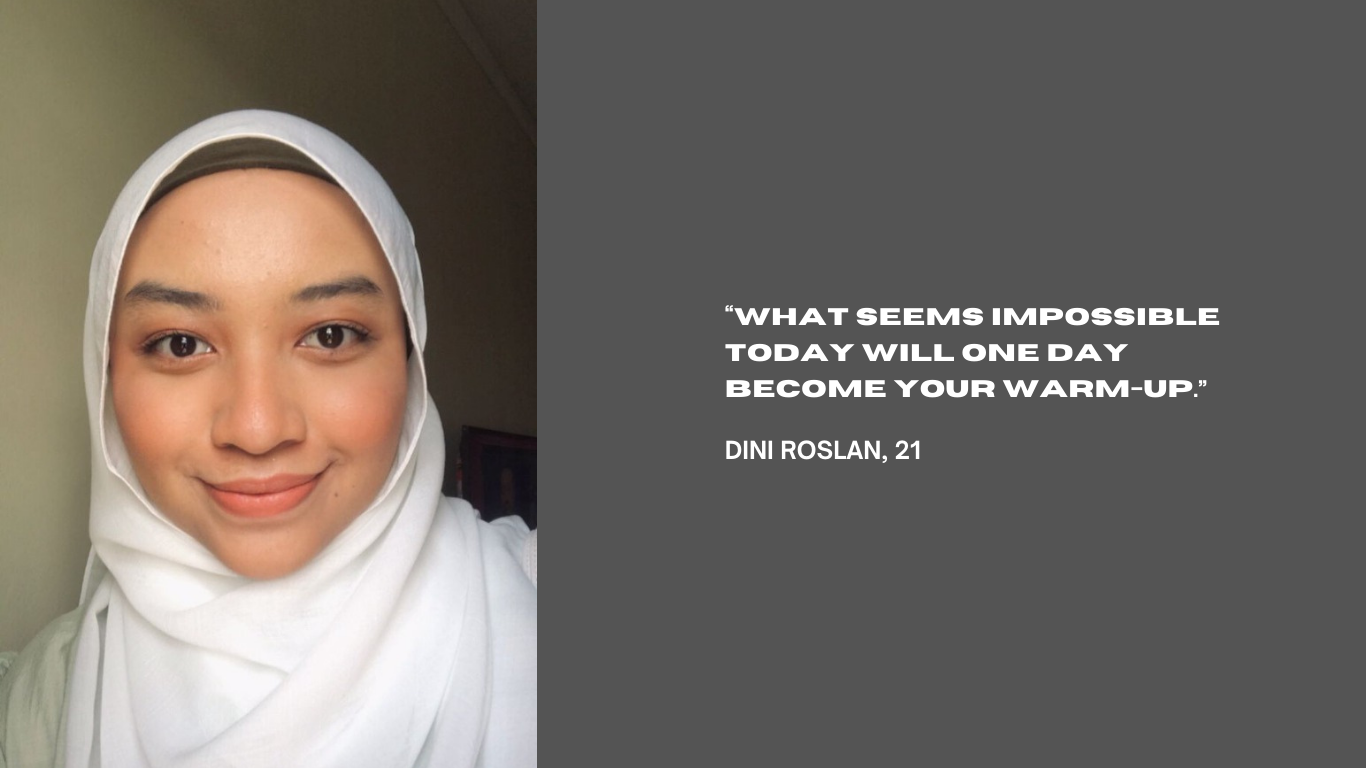 “WHAT SEEMS IMPOSSIBLE
TODAY WILL ONE DAY
BECOME YOUR WARM-UP.”
DINI ROSLAN, 21